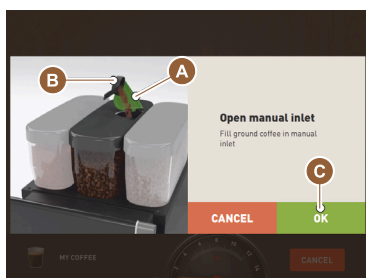 B
A
Open manual inlet
Fill ground coffee in manual
inlet
C
CANCEL
OK
MY COFFEE
CANCEL